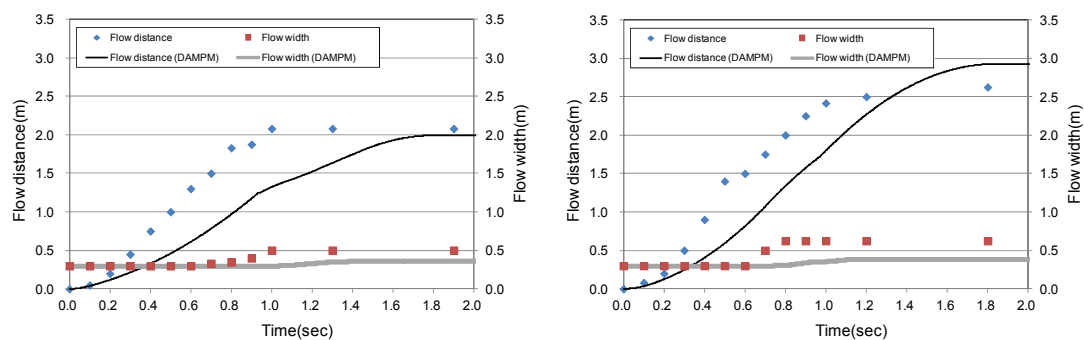 3.5
3.0
2.5
2.0
1.5
1.0
0.5
0.0
Flow distance(m)
Flow distance
Flow width
Flow distance (DAMPM)
Flow width (DAMPM)
3.5
3.0
2.5
2.0
1.5
1.0
0.5
0.0
Flow width(m)
0.0 0.2 0.4 0.6 0.8 1.0 1.2 1.4 1.6 1.8 2.0
Time(sec)
3.5
3.0
2.5
2.0
1.5
1.0
0.5
0.0
Flow distance(m)
Flow distance
Flow width
Flow distance (DAMPM)
Flow width (DAMPM)
3.5
3.0
2.5
2.0
1.5
1.0
0.5
0.0
Flow width(m)
0.0 0.2 0.4 0.6 0.8 1.0 1.2 1.4 1.6 1.8 2.0
Time(sec)